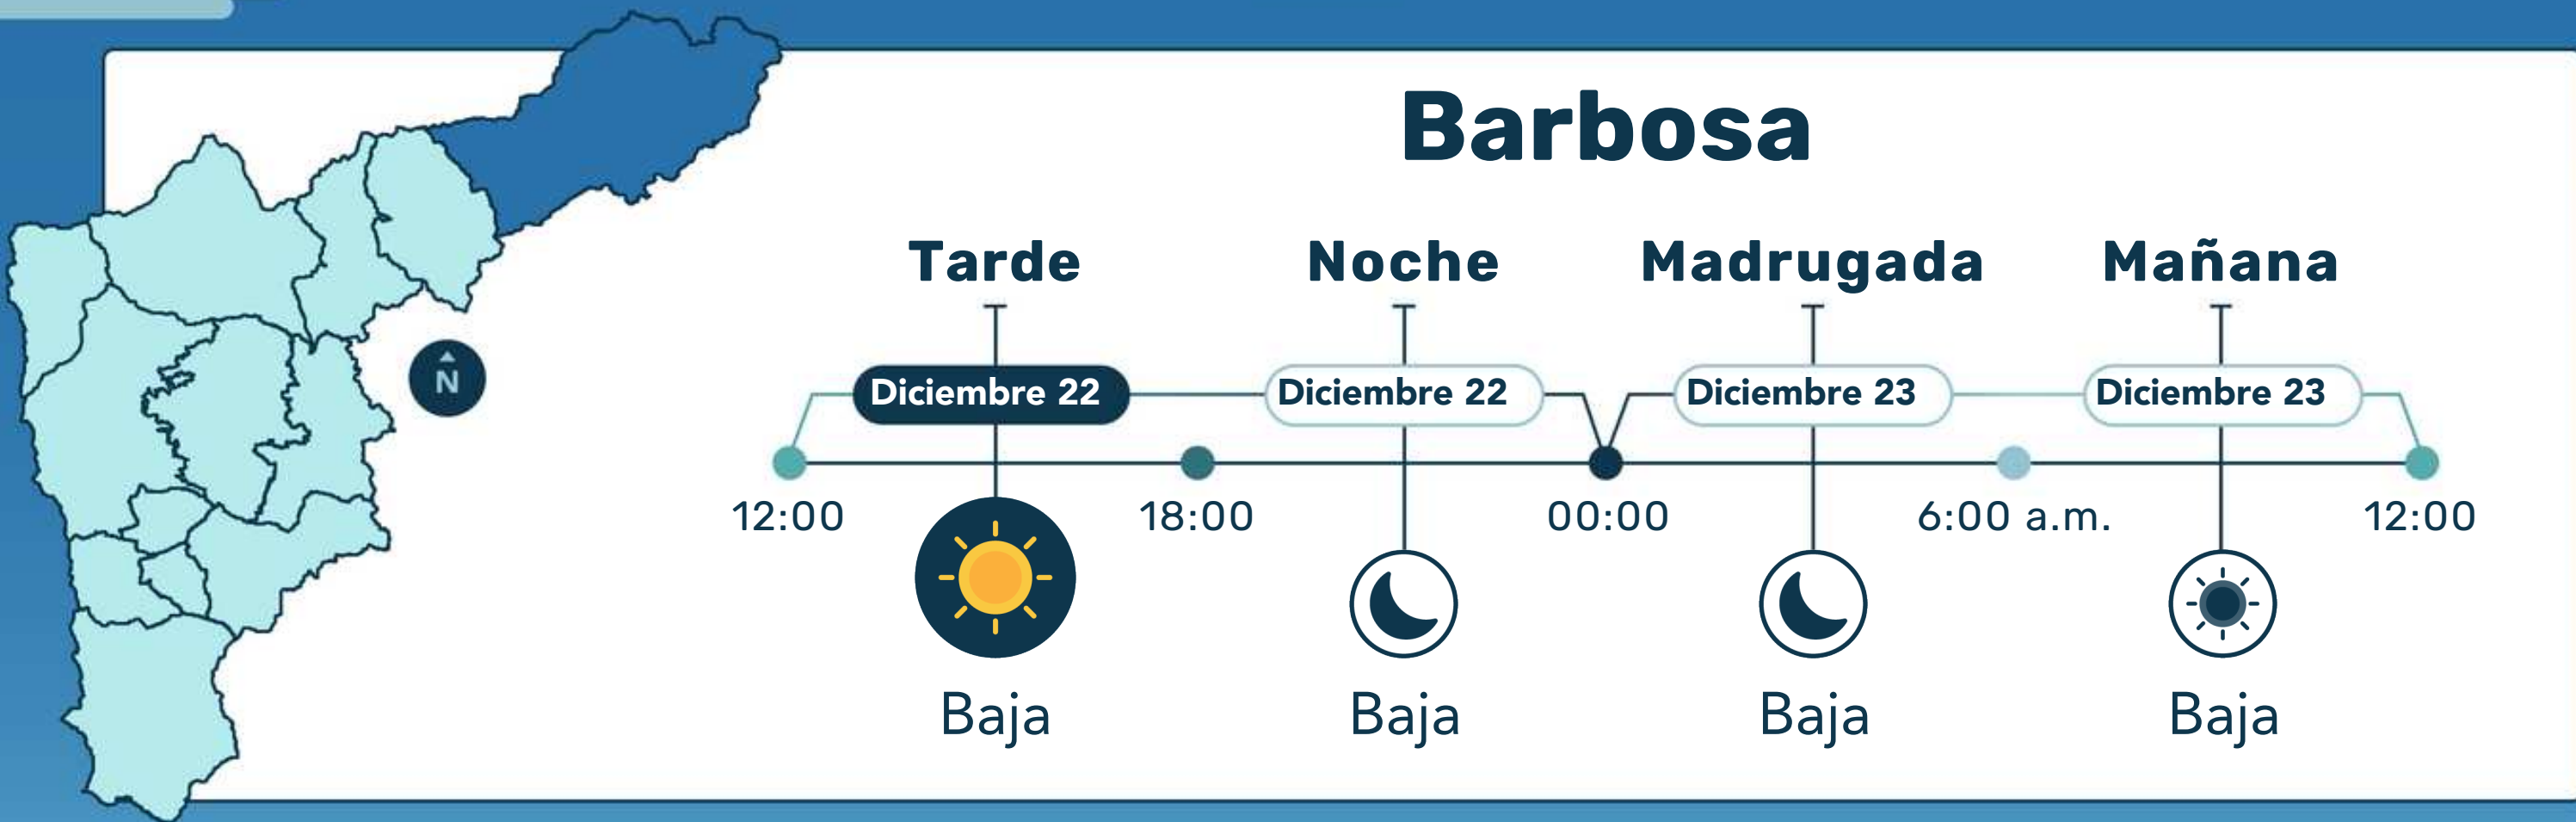 Barbosa
Tarde
Noche
Madrugada
Mañana
Diciembre 22
Diciembre 22
Diciembre 23
Diciembre 23
N
12:00
18:00
00:00
6:00 a.m.
12:00
Baja
Baja
Baja
Baja